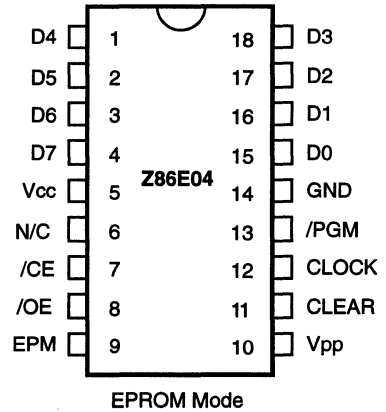 D4 1 18 D3
D5 2 17 D2
D6 3 16 D1
D7 4 15 D0
Z86E04
Vcc 5 14 GND
N/C 6 13 /PGM
/CE 7 12 CLOCK
/OE 8 11 CLEAR
EPM 9 10 Vpp
EPROM Mode